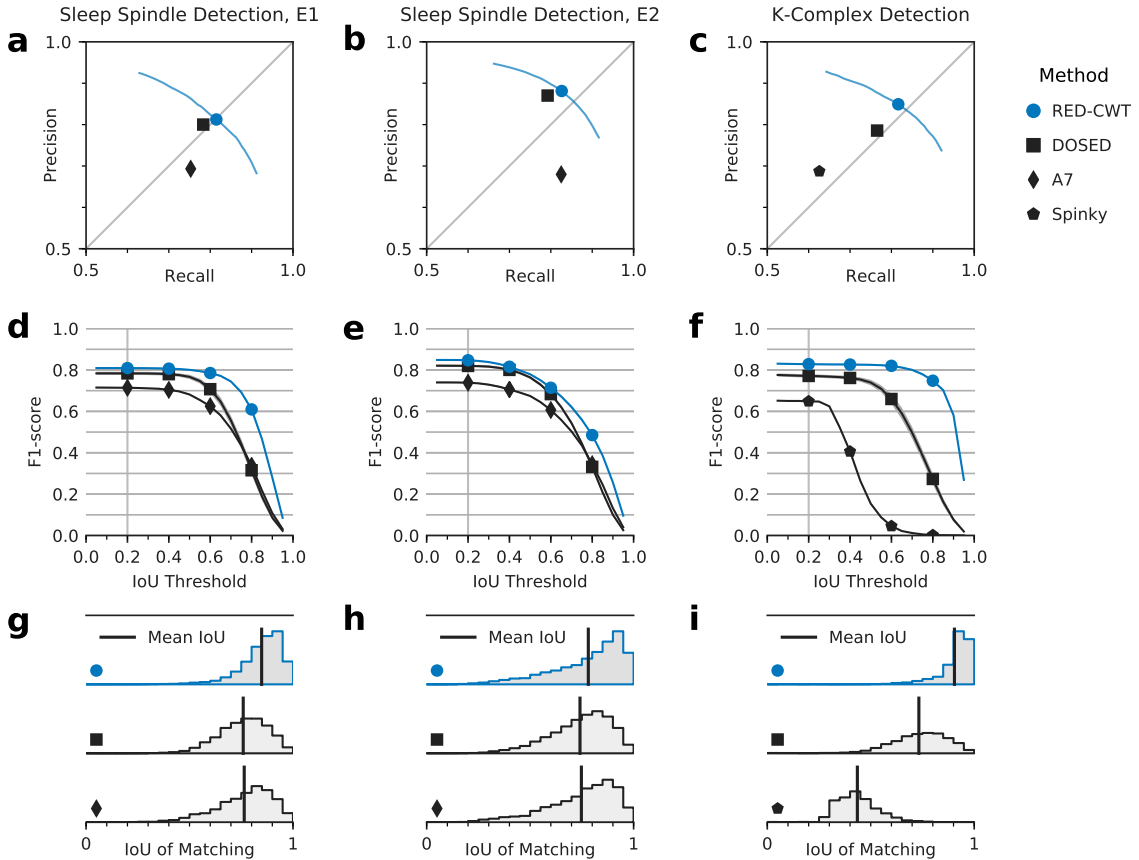 Sleep Spindle Detection, E1
Sleep Spindle Detection, E2
K-Complex Detection
a
b
c
1.0
Precision
0.5
0.5
Recall
1.0
1.0
Precision
0.5
0.5
Recall
1.0
1.0
Precision
0.5
0.5
Recall
1.0
Method
RED-CWT
DOSED
A7
Spinky
d
e
f
1.0
0.8
0.6
0.4
0.2
0.0
F1-score
0.0 0.2 0.4 0.6 0.8 1.0
IoU Threshold
1.0
0.8
0.6
0.4
0.2
0.0
F1-score
0.0 0.2 0.4 0.6 0.8 1.0
IoU Threshold
1.0
0.8
0.6
0.4
0.2
0.0
F1-score
0.0 0.2 0.4 0.6 0.8 1.0
IoU Threshold
g
h
i
Mean IoU
0 1
IoU of Matching
Mean IoU
0 1
IoU of Matching
Mean IoU
0 1
IoU of Matching